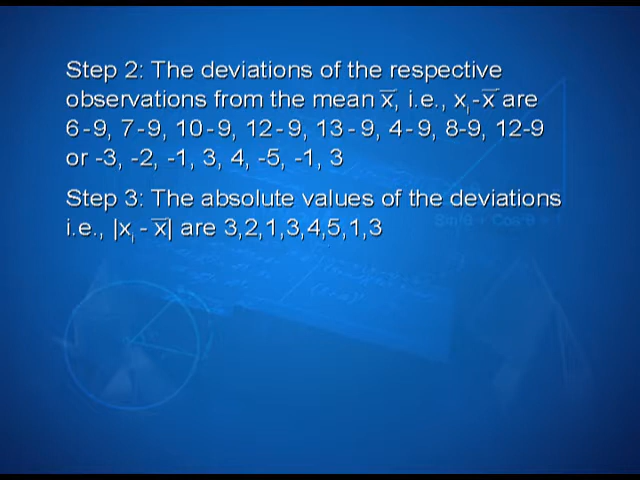 Step 2: The deviations of the respective
observations from the mean x̅, i.e., xᵢ-x̅ are
6-9, 7-9, 10-9, 12-9, 13-9, 4-9, 8-9, 12-9
or -3, -2, -1, 3, 4, -5, -1, 3
Step 3: The absolute values of the deviations
i.e., |xᵢ - x̅| are 3,2,1,3,4,5,1,3